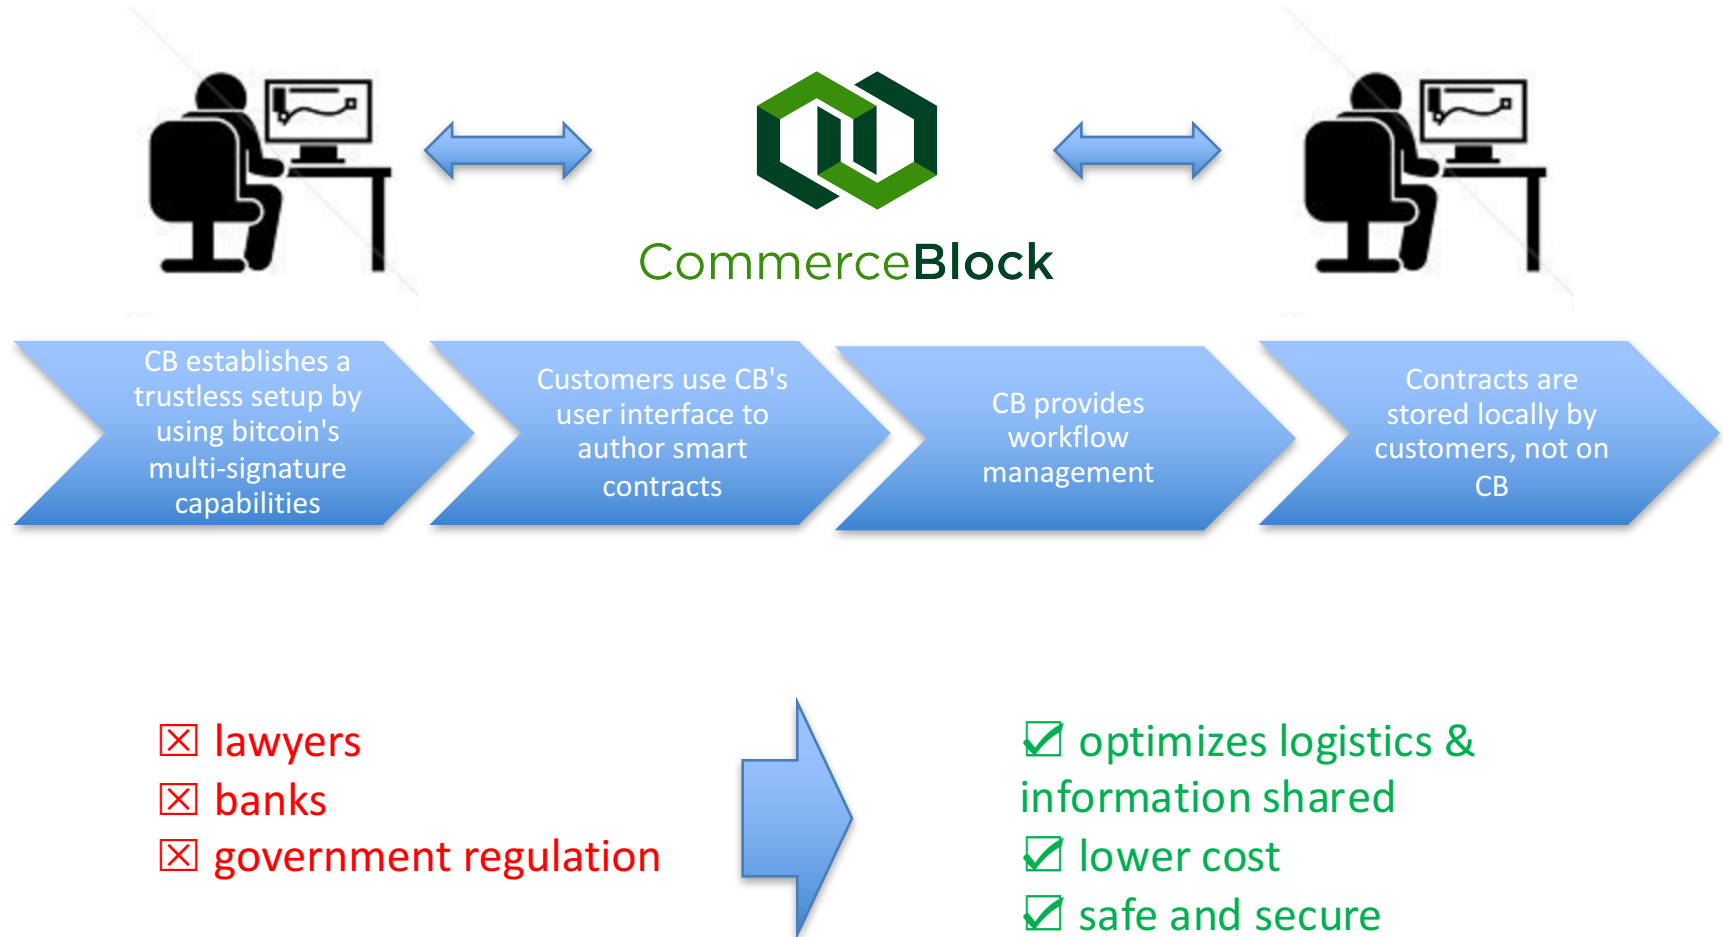 CommerceBlock
CB establishes a
trustless setup by
using bitcoin's
multi-signature
capabilities
Customers use CB's
user interface to
author smart
contracts
CB provides
workflow
management
Contracts are
stored locally by
customers, not on
CB
☒ lawyers
☒ banks
☒ government regulation
☑ optimizes logistics &
information shared
☑ lower cost
☑ safe and secure